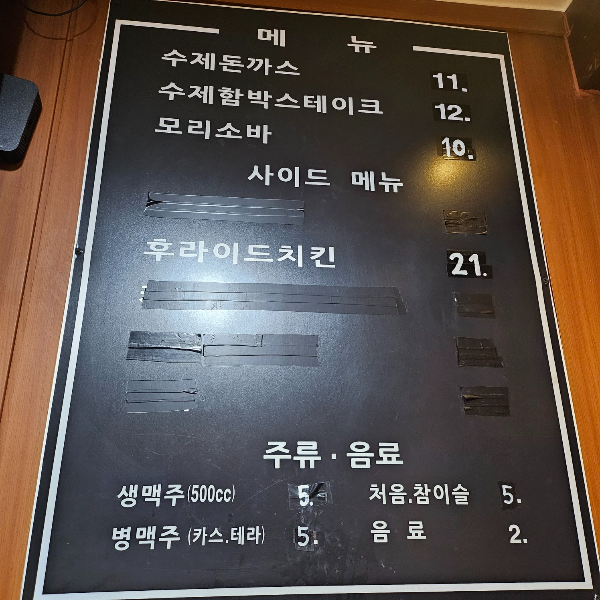 메 뉴
수제돈까스 11.
수제함박스테이크 12.
모리소바 10.
사이드 메뉴
후라이드치킨 21.
주류·음료
생맥주(500cc) 5. 처음.참이슬 5.
병맥주(카스.테라) 5. 음 료 2.